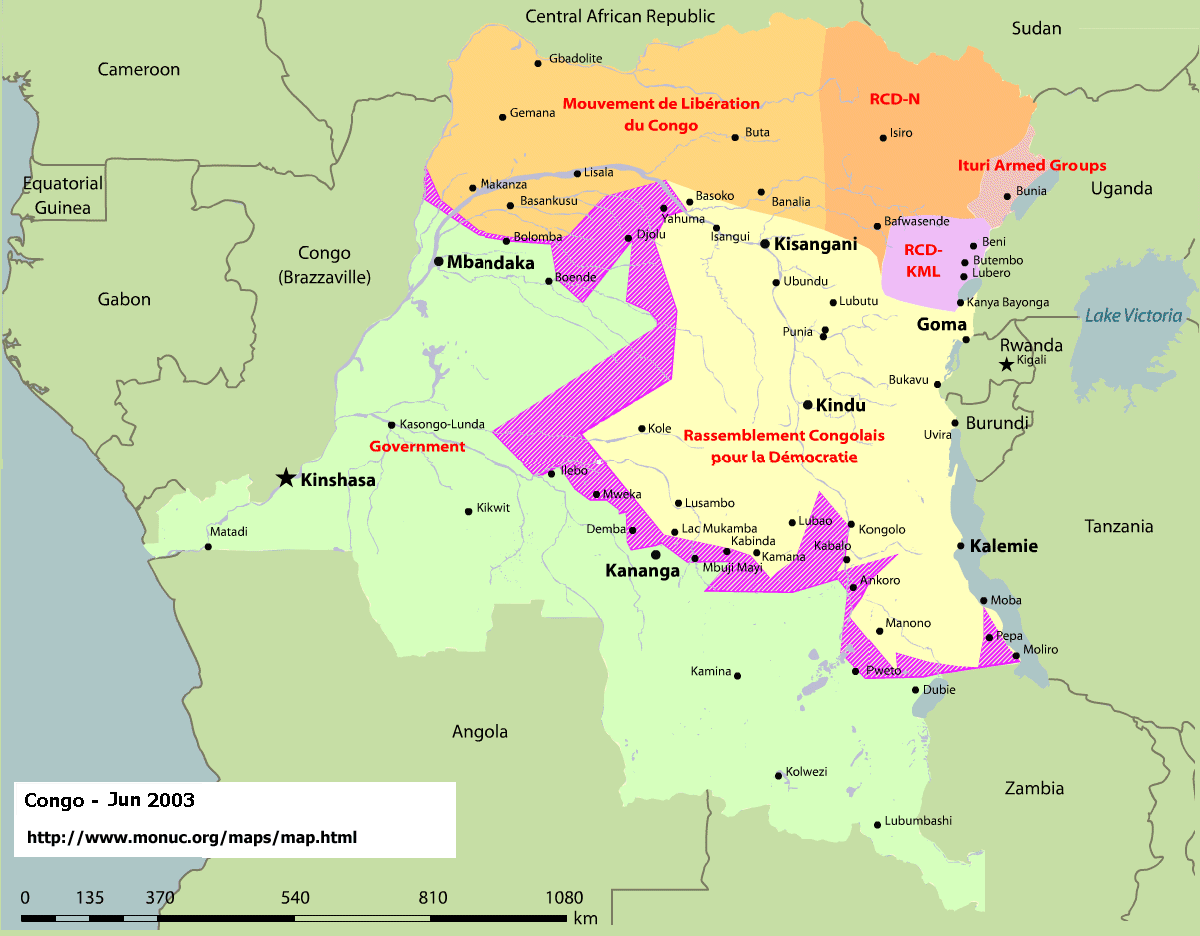 Central African Republic
Sudan
Cameroon
Gbadolite
Mouvement de Libération
du Congo
RCD-N
Gemana
Buta
Isiro
Ituri Armed Groups
Equatorial
Guinea
Lisala
Makanza
Basankusu
Basoko
Banalia
Bunia
Uganda
Yahuma
Bafwasende
Bolomba
Djolu
Isangui
Kisangani
Beni
RCD-
KML
Butembo
Lubero
Congo
(Brazzaville)
Mbandaka
Boende
Ubundu
Gabon
Lubutu
Kanya Bayonga
Lake Victoria
Goma
Punia
Rwanda
Kigali
Bukavu
Kindu
Kasongo-Lunda
Kole
Burundi
Uvira
Government
Rassemblement Congolais
pour la Démocratie
Kinshasa
Ilebo
Mweka
Lusambo
Kikwit
Matadi
Demba
Lac Mukamba
Lubao
Kongolo
Tanzania
Kabinda
Kabalo
Kalemie
Kamana
Kananga
Mbuji Mayi
Ankoro
Moba
Manono
Pepa
Moliro
Kamina
Pweto
Dubie
Angola
Kolwezi
Zambia
Congo - Jun 2003
Lubumbashi
http://www.monuc.org/maps/map.html
0 135 370 540 810 1080
km